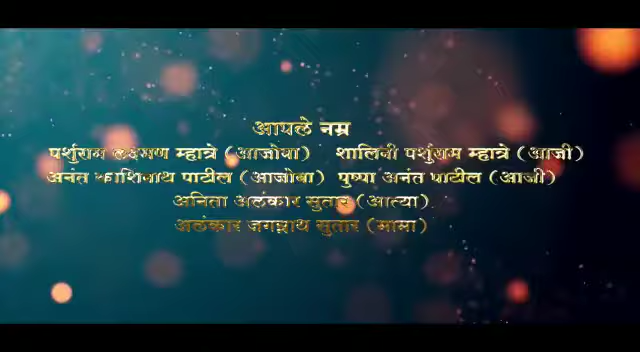 आपले नम्र
पर्शुराम लक्ष्मण म्हात्रे (आजोबा) शालिनी पर्शुराम म्हात्रे (आजी)
अनंत काशिनाथ पाटील (आजोबा) पुष्पा अनंत पाटील (आजी)
अनिता अलंकार सुतार (आत्या)
अलंकार जगन्नाथ सुतार (मामा)